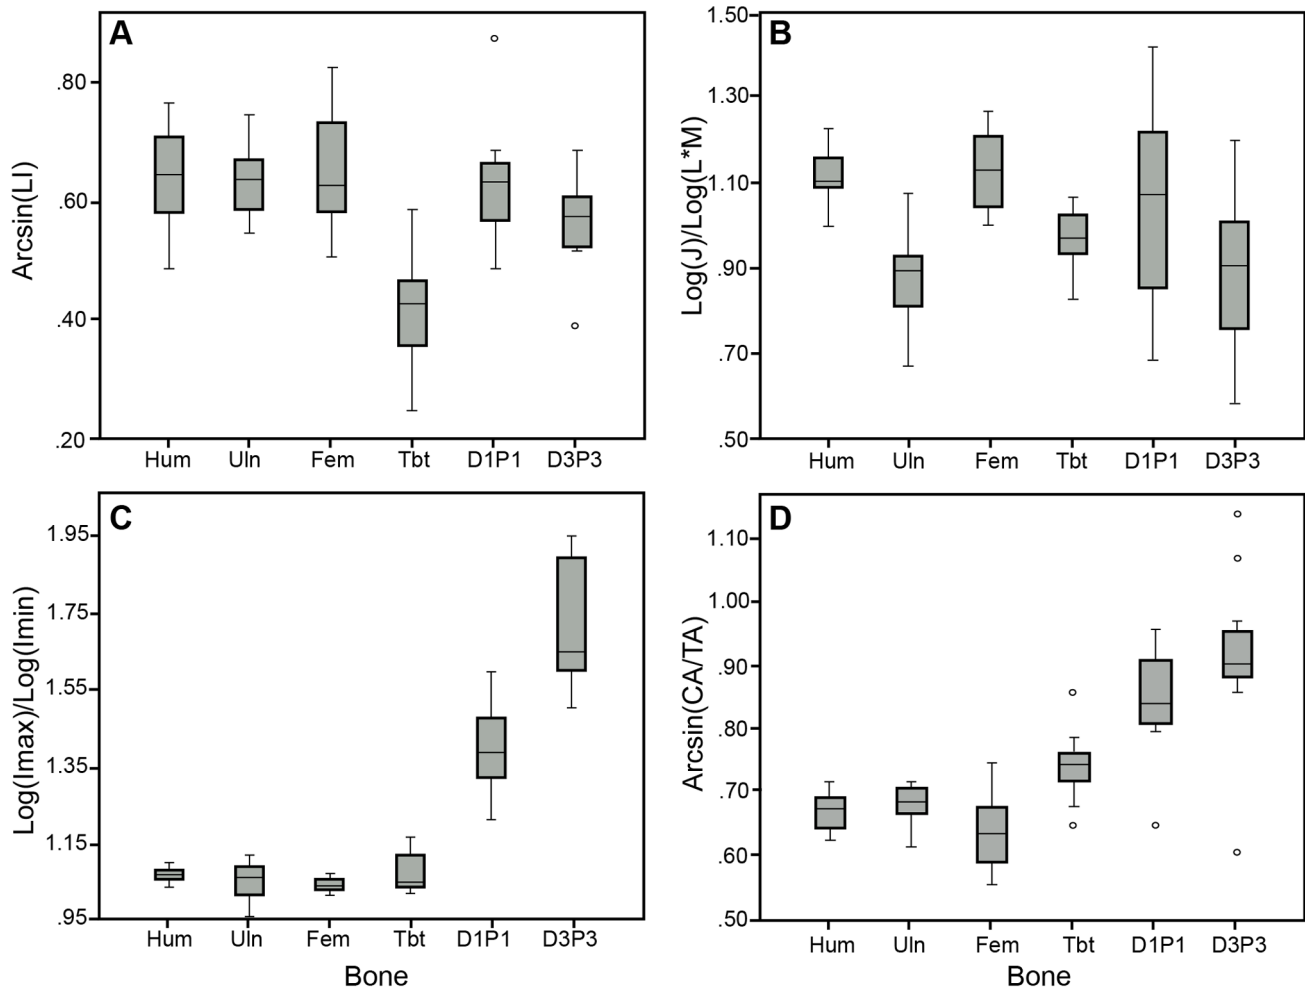 A
Arcsin(LI)
.80
.60
.40
.20
Hum Uln Fem Tbt D1P1 D3P3
B
Log(J)/Log(L*M)
1.50
1.30
1.10
.90
.70
.50
Hum Uln Fem Tbt D1P1 D3P3
C
Log(Imax)/Log(Imin)
1.95
1.75
1.55
1.35
1.15
.95
Hum Uln Fem Tbt D1P1 D3P3
Bone
D
Arcsin(CA/TA)
1.10
1.00
.90
.80
.70
.60
.50
Hum Uln Fem Tbt D1P1 D3P3
Bone